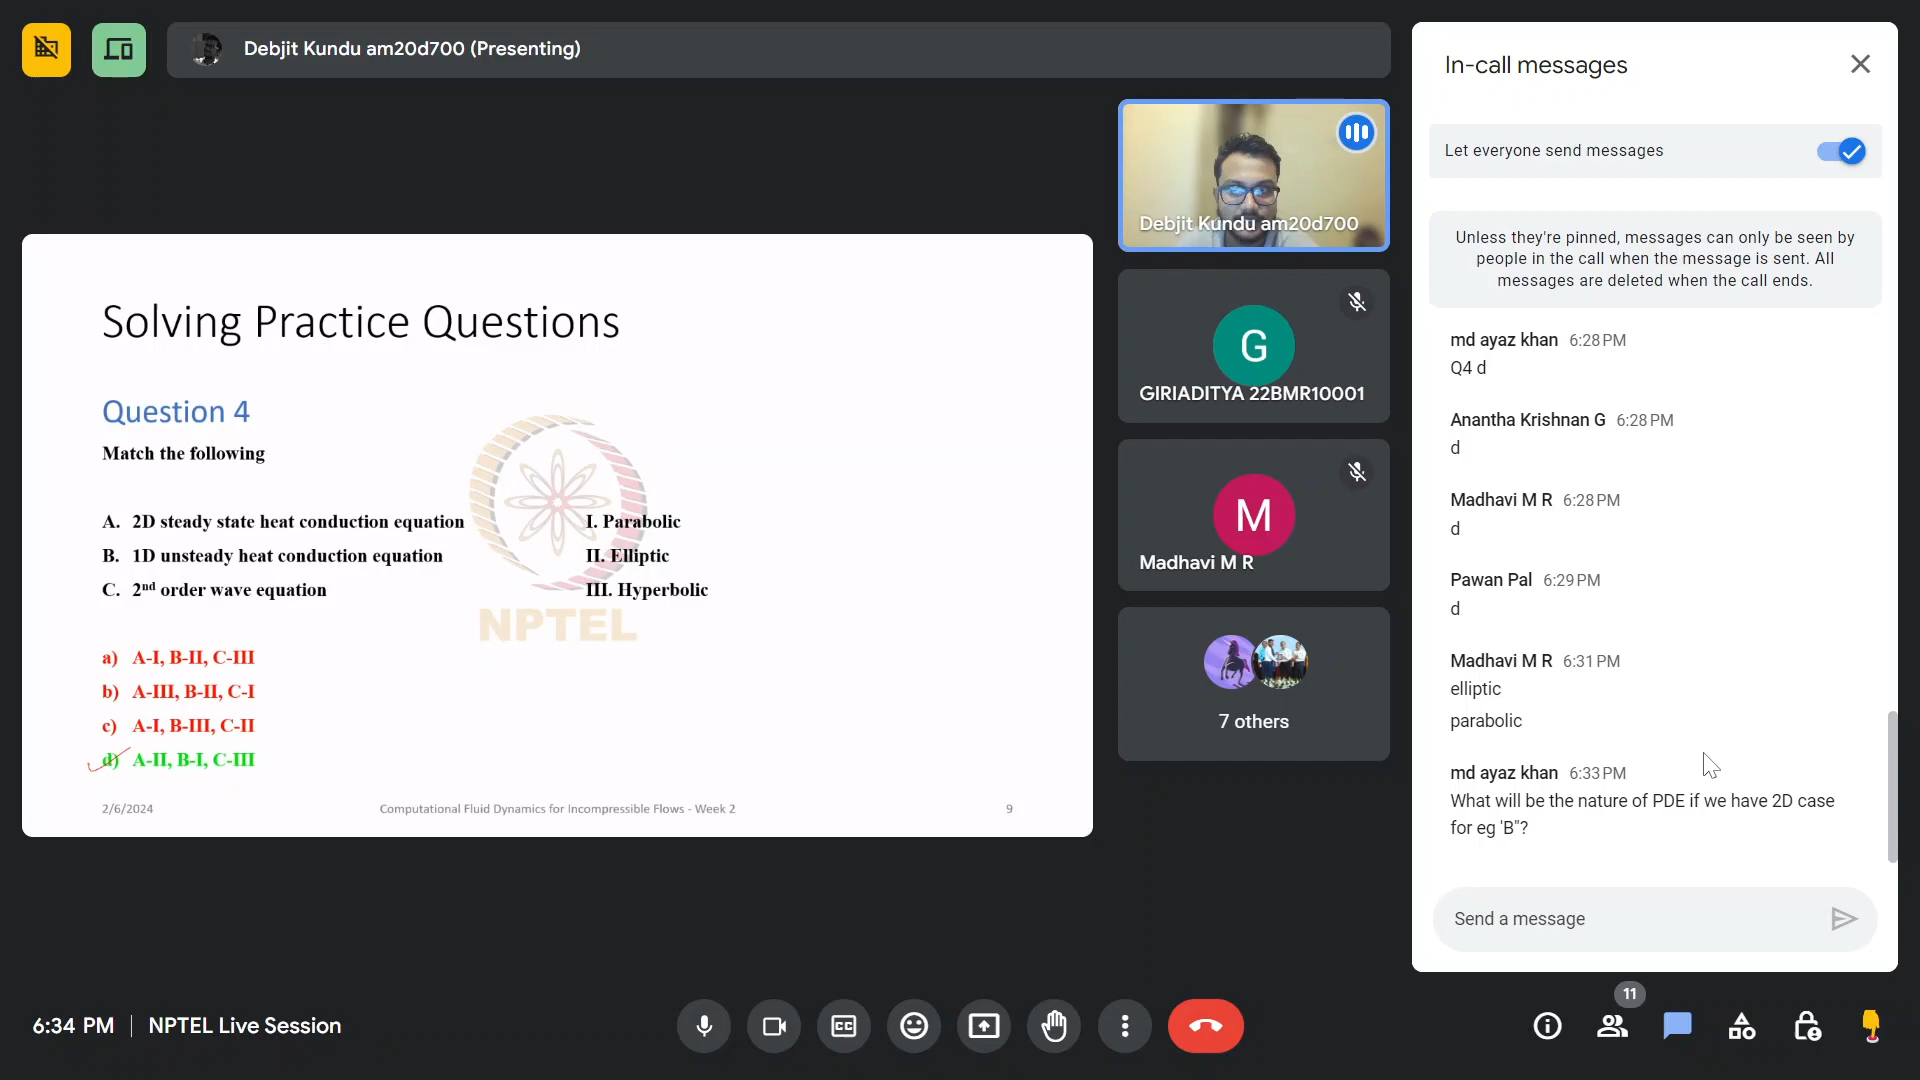 Debjit Kundu am20d700 (Presenting)
Solving Practice Questions
Question 4
Match the following
A. 2D steady state heat conduction equation
I. Parabolic
B. 1D unsteady heat conduction equation
II. Elliptic
C. 2nd order wave equation
III. Hyperbolic
NPTEL
a) A-I, B-II, C-III
b) A-III, B-II, C-I
c) A-I, B-III, C-II
d) A-II, B-I, C-III
2/6/2024
Computational Fluid Dynamics for Incompressible Flows - Week 2
9
Debjit Kundu am20d700
G
GIRIADITYA 22BMR10001
M
Madhavi M R
7 others
In-call messages
Let everyone send messages
Unless they're pinned, messages can only be seen by
people in the call when the message is sent. All
messages are deleted when the call ends.
md ayaz khan 6:28 PM
Q4 d
Anantha Krishnan G 6:28 PM
d
Madhavi M R 6:28 PM
d
Pawan Pal 6:29 PM
d
Madhavi M R 6:31 PM
elliptic
parabolic
md ayaz khan 6:33 PM
What will be the nature of PDE if we have 2D case
for eg 'B"?
Send a message
6:34 PM | NPTEL Live Session
CC
11